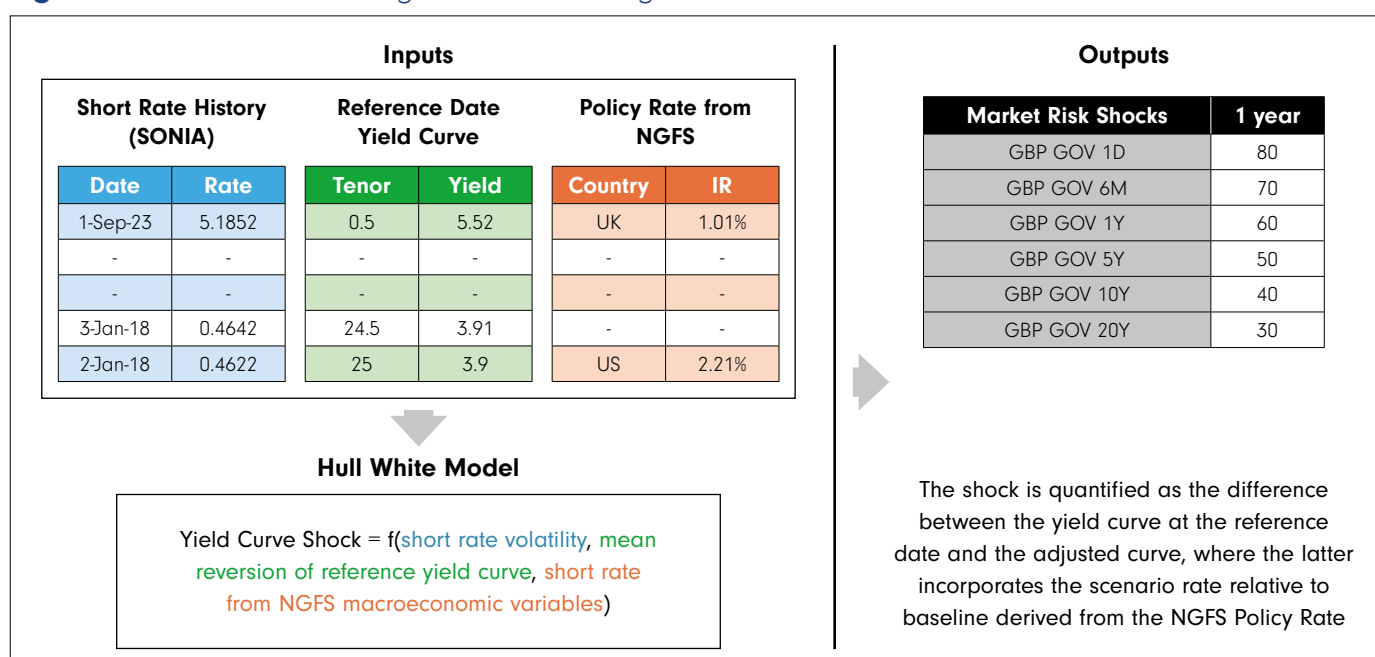 Inputs
Short Rate History
(SONIA)
Date Rate
1-Sep-23 5.1852
- -
- -
3-Jan-18 0.4642
2-Jan-18 0.4622
Reference Date
Yield Curve
Tenor Yield
0.5 5.52
- -
- -
24.5 3.91
25 3.9
Policy Rate from
NGFS
Country IR
UK 1.01%
- -
- -
- -
US 2.21%
Hull White Model
Yield Curve Shock = f(short rate volatility, mean
reversion of reference yield curve, short rate
from NGFS macroeconomic variables)
Outputs
Market Risk Shocks 1 year
GBP GOV 1D 80
GBP GOV 6M 70
GBP GOV 1Y 60
GBP GOV 5Y 50
GBP GOV 10Y 40
GBP GOV 20Y 30
The shock is quantified as the difference
between the yield curve at the reference
date and the adjusted curve, where the latter
incorporates the scenario rate relative to
baseline derived from the NGFS Policy Rate